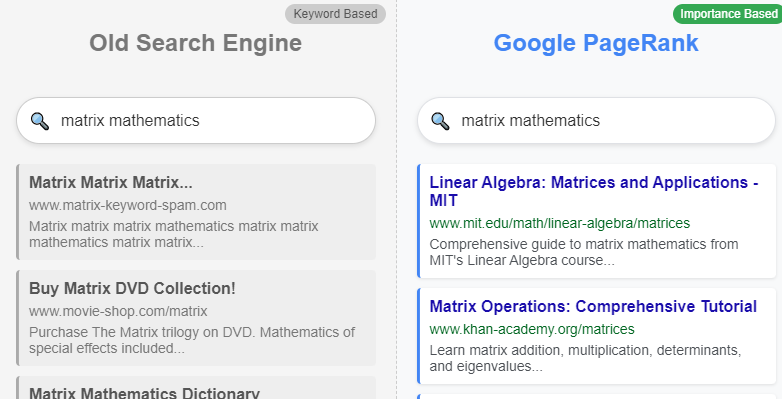 Keyword Based
Old Search Engine
matrix mathematics
Matrix Matrix Matrix...
www.matrix-keyword-spam.com
Matrix matrix matrix mathematics matrix matrix
mathematics matrix matrix...
Buy Matrix DVD Collection!
www.movie-shop.com/matrix
Purchase The Matrix trilogy on DVD. Mathematics of
special effects included...
Matrix Mathematics Dictionary
Importance Based
Google PageRank
matrix mathematics
Linear Algebra: Matrices and Applications -
MIT
www.mit.edu/math/linear-algebra/matrices
Comprehensive guide to matrix mathematics from
MIT's Linear Algebra course...
Matrix Operations: Comprehensive Tutorial
www.khan-academy.org/matrices
Learn matrix addition, multiplication, determinants,
and eigenvalues...